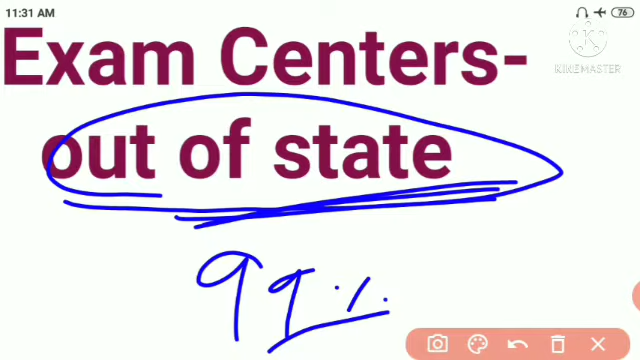 11:31 AM
76
K
KINEMASTER
Exam Centers-
out of state
99%